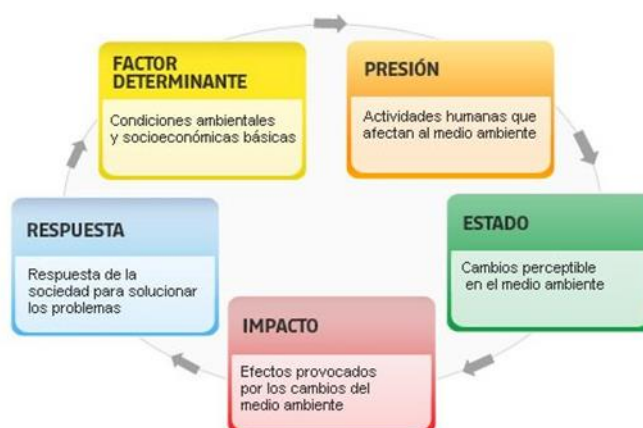 FACTOR
DETERMINANTE
Condiciones ambientales
y socioeconómicas básicas
PRESIÓN
Actividades humanas que
afectan al medio ambiente
ESTADO
Cambios perceptible
en el medio ambiente
IMPACTO
Efectos provocados
por los cambios del
medio ambiente
RESPUESTA
Respuesta de la
sociedad para solucionar
los problemas